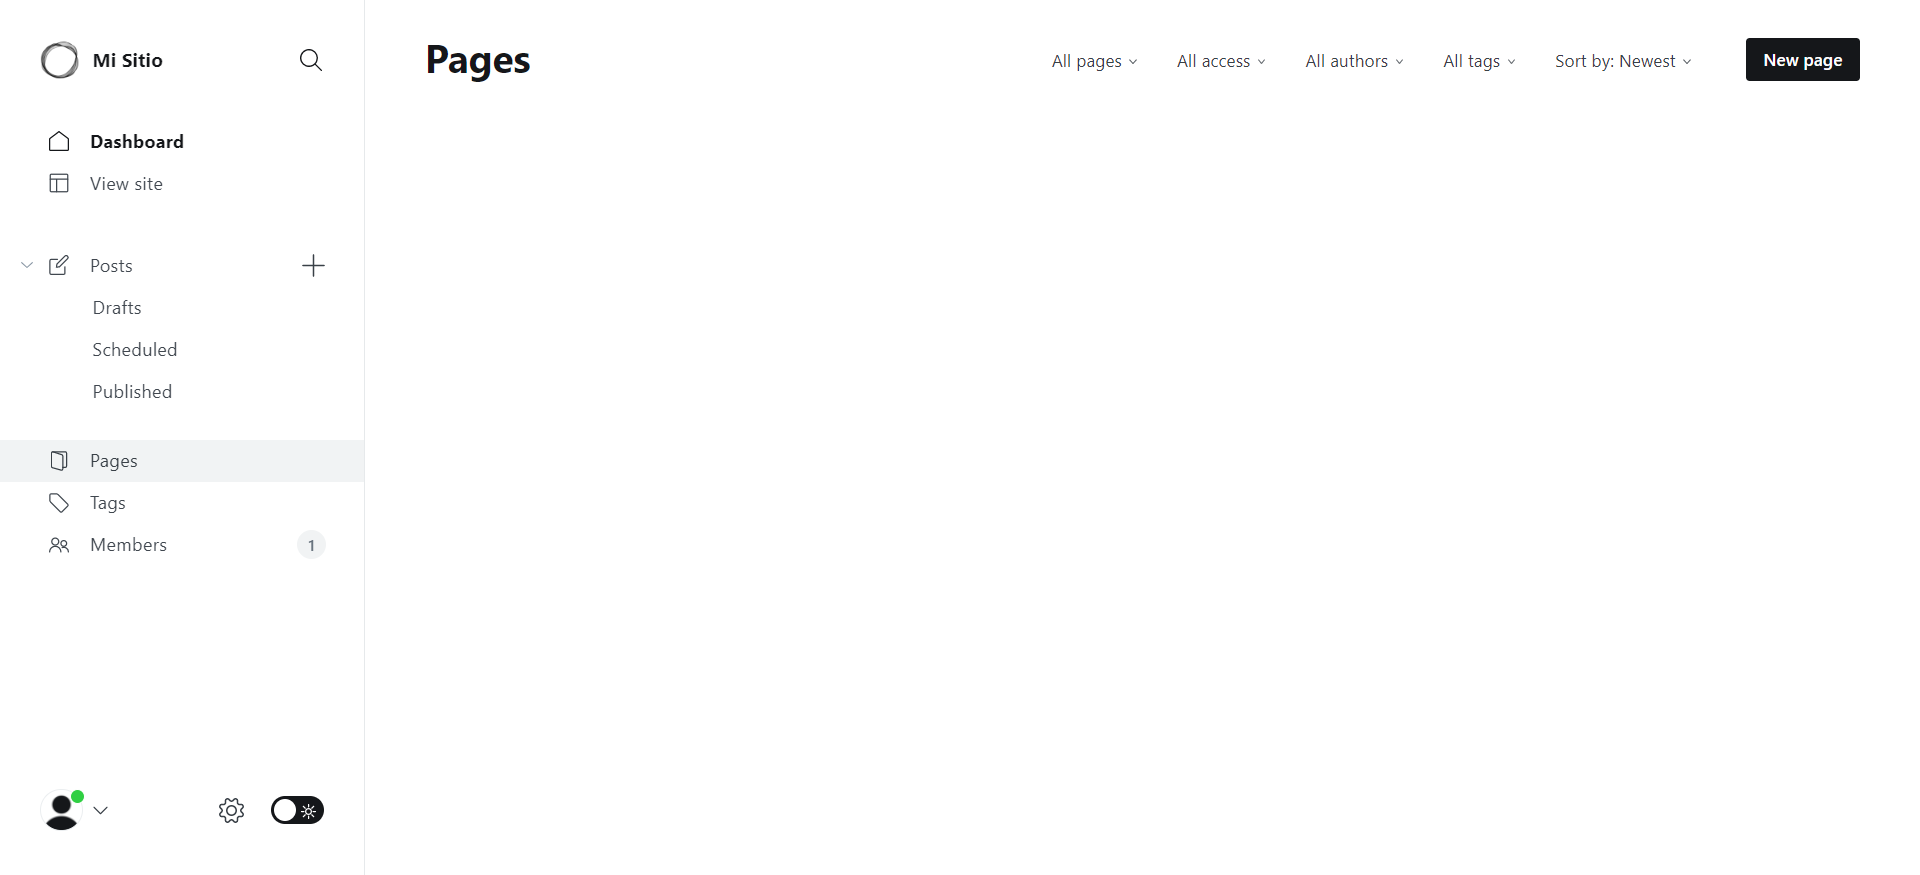 Mi Sitio
Dashboard
View site
Posts
Drafts
Scheduled
Published
Pages
Tags
Members 1
Pages
All pages All access All authors All tags Sort by: Newest New page